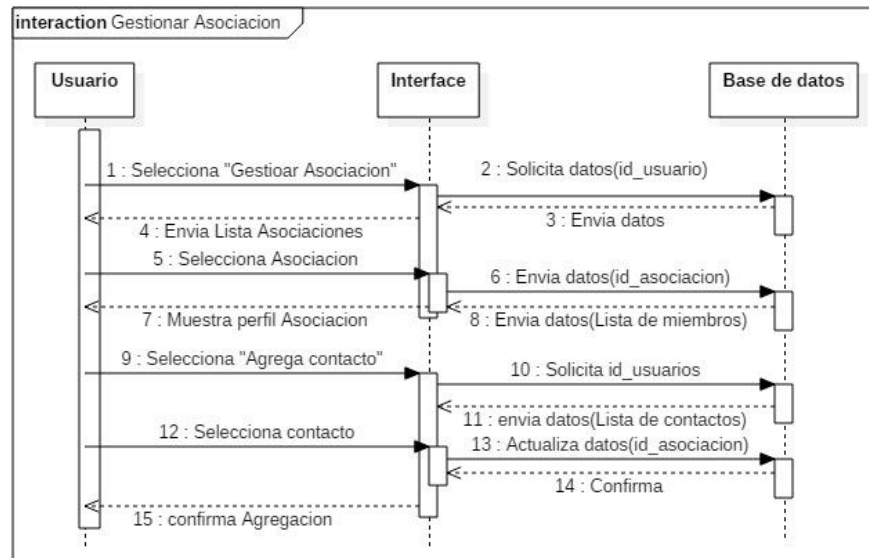 interaction Gestionar Asociacion
Usuario
Interface
Base de datos
1 : Selecciona "Gestioar Asociacion"
2 : Solicita datos(id_usuario)
3 : Envia datos
4 : Envia Lista Asociaciones
5 : Selecciona Asociacion
6 : Envia datos(id_asociacion)
7 : Muestra perfil Asociacion
8 : Envia datos(Lista de miembros)
9 : Selecciona "Agrega contacto"
10 : Solicita id_usuarios
11 : envia datos(Lista de contactos)
12 : Selecciona contacto
13 : Actualiza datos(id_asociacion)
14 : Confirma
15 : confirma Agregacion